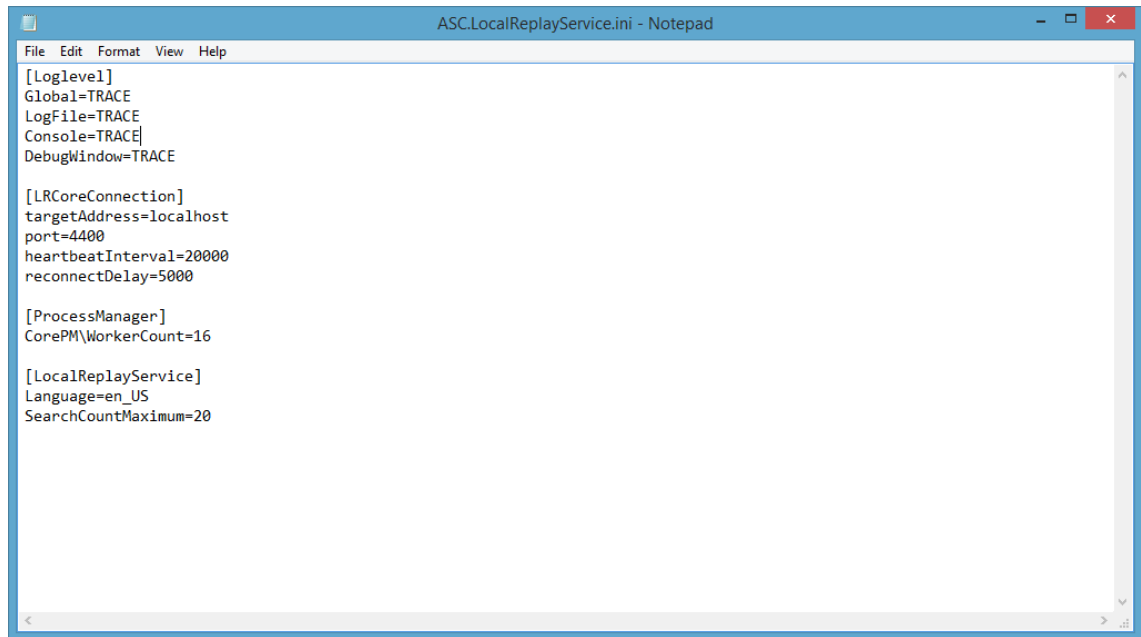 ASC.LocalReplayService.ini - Notepad
File Edit Format View Help
[Loglevel]
Global=TRACE
LogFile=TRACE
Console=TRACE
DebugWindow=TRACE

[LRCoreConnection]
targetAddress=localhost
port=4400
heartbeatInterval=20000
reconnectDelay=5000

[ProcessManager]
CorePM\WorkerCount=16

[LocalReplayService]
Language=en_US
SearchCountMaximum=20